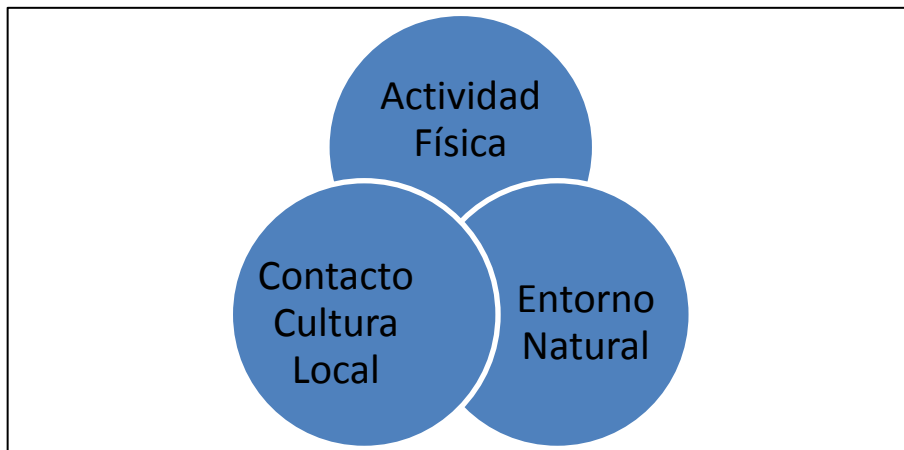 Actividad
Física
Contacto
Cultura
Local
Entorno
Natural